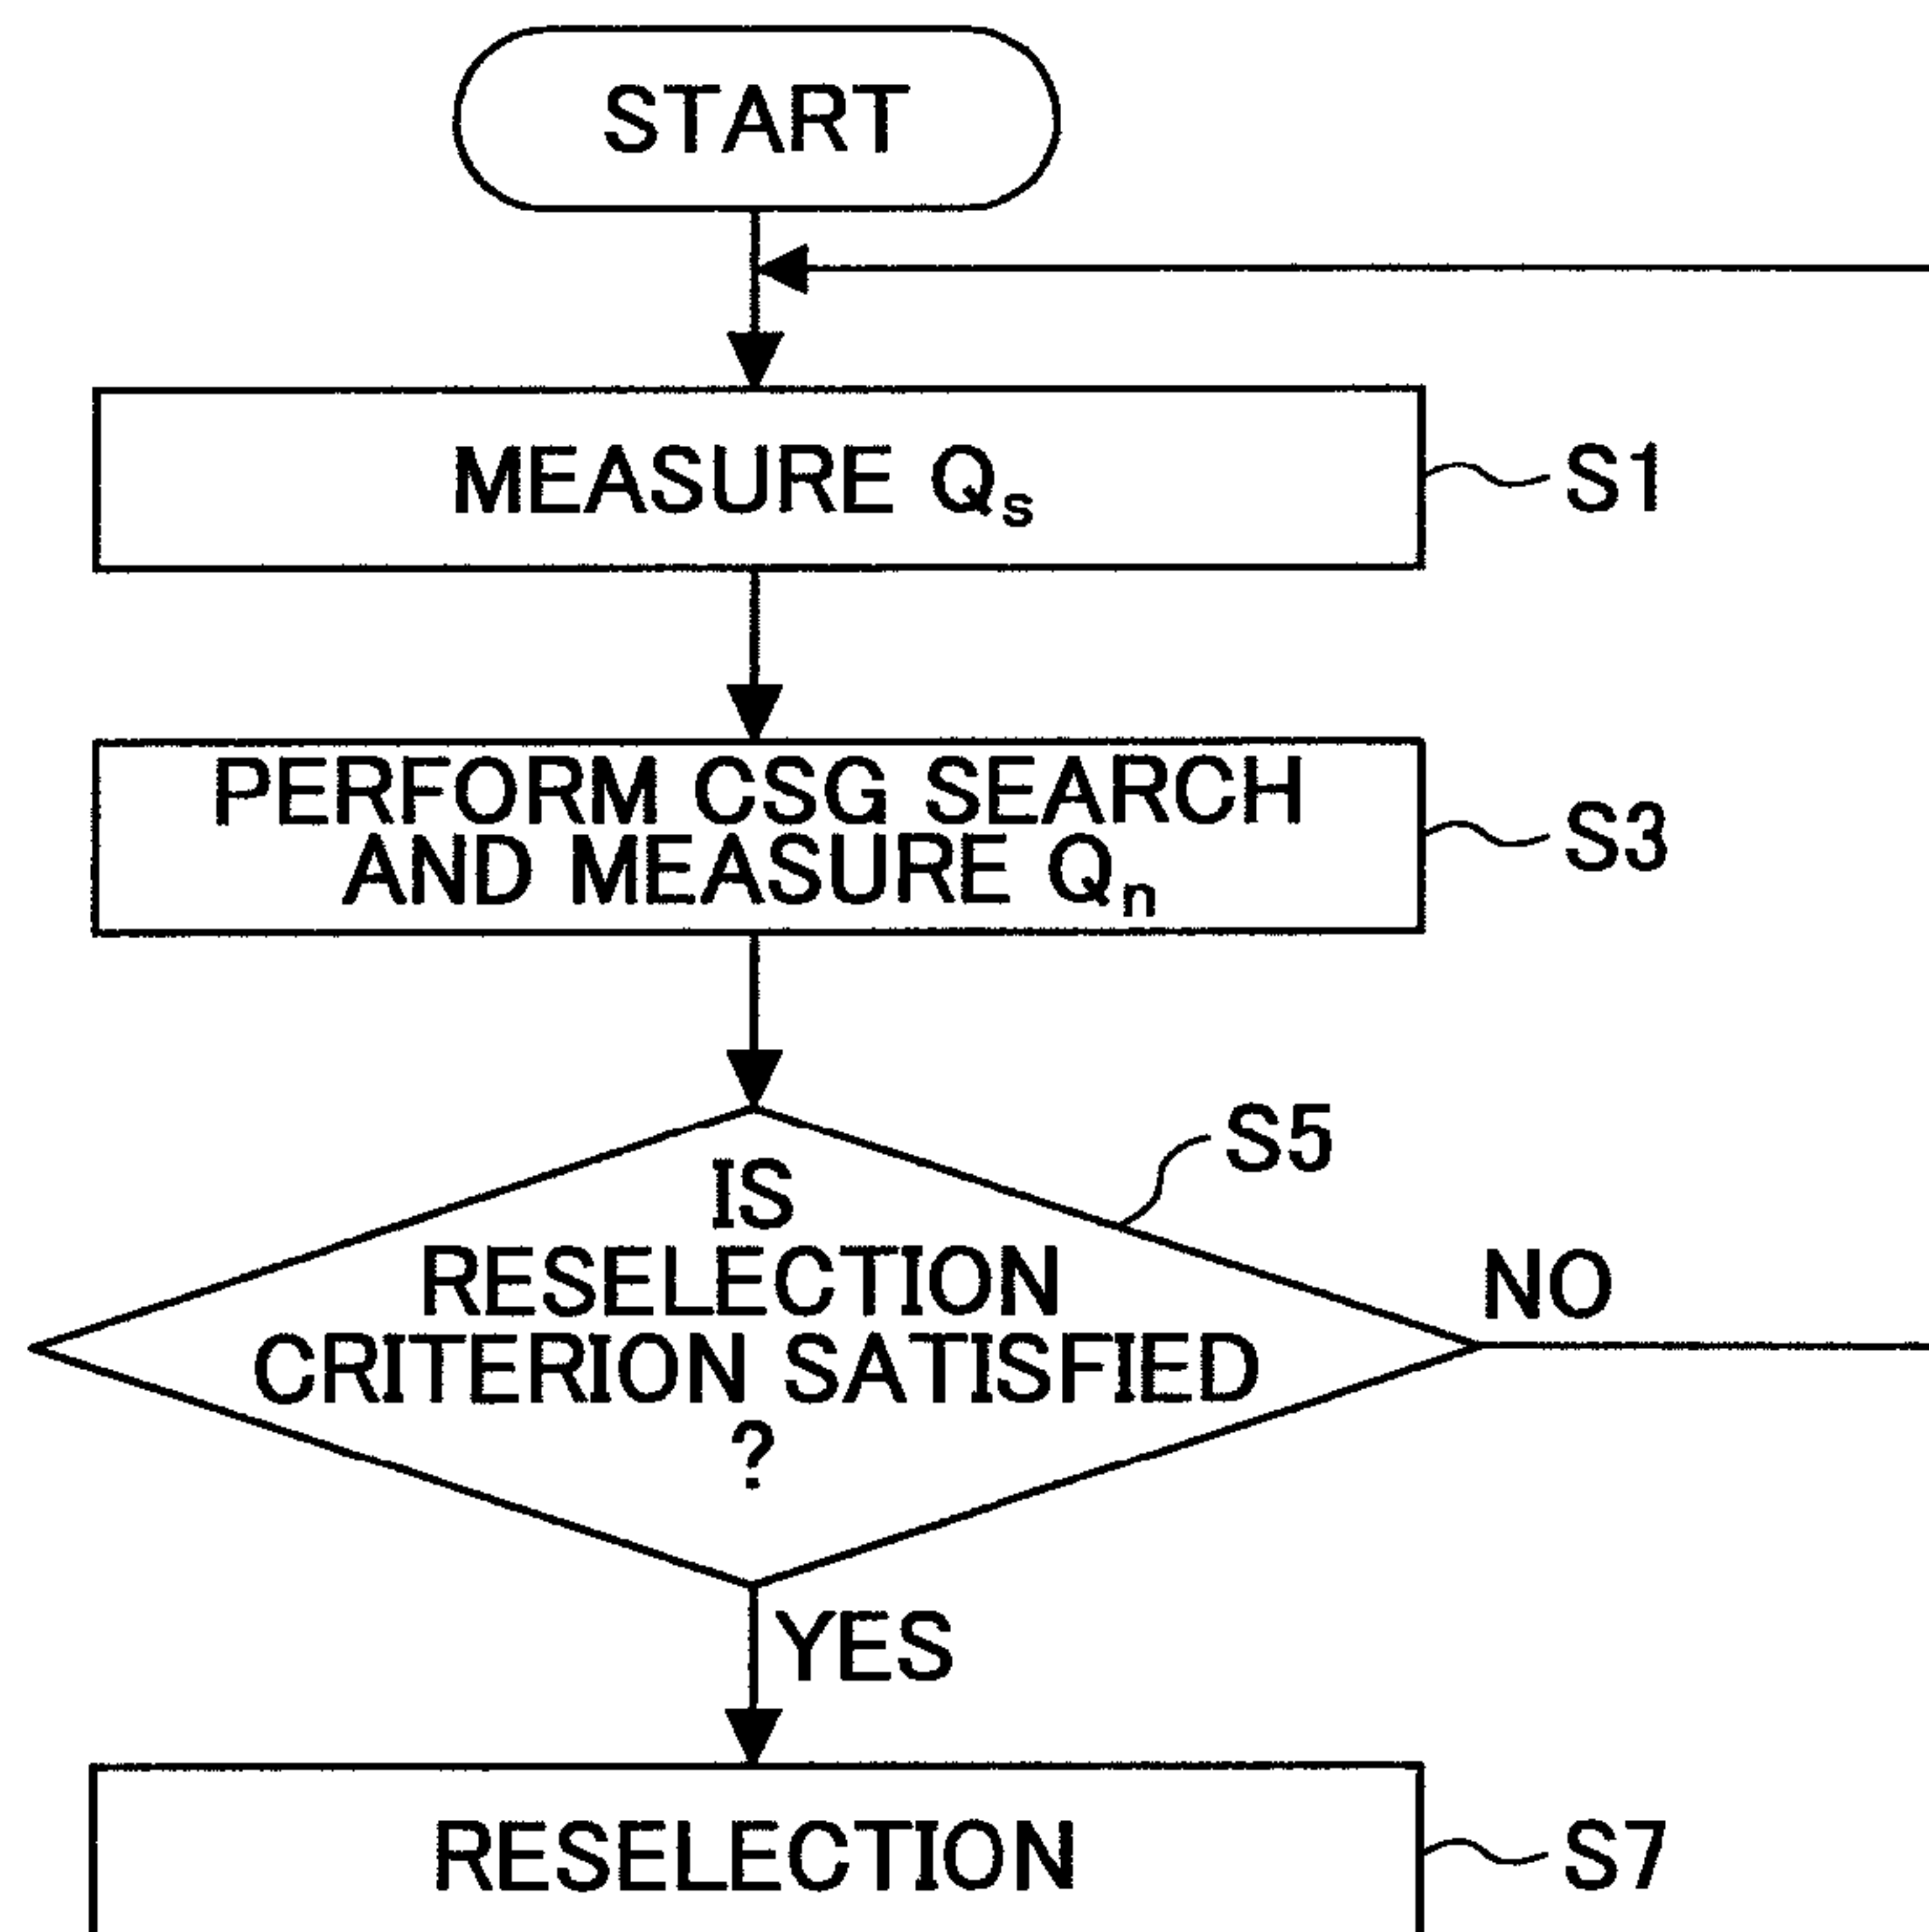 START
MEASURE Qs
S1
PERFORM CSG SEARCH
AND MEASURE Qn
S3
S5
IS
RESELECTION
CRITERION SATISFIED
?
NO
YES
RESELECTION
S7